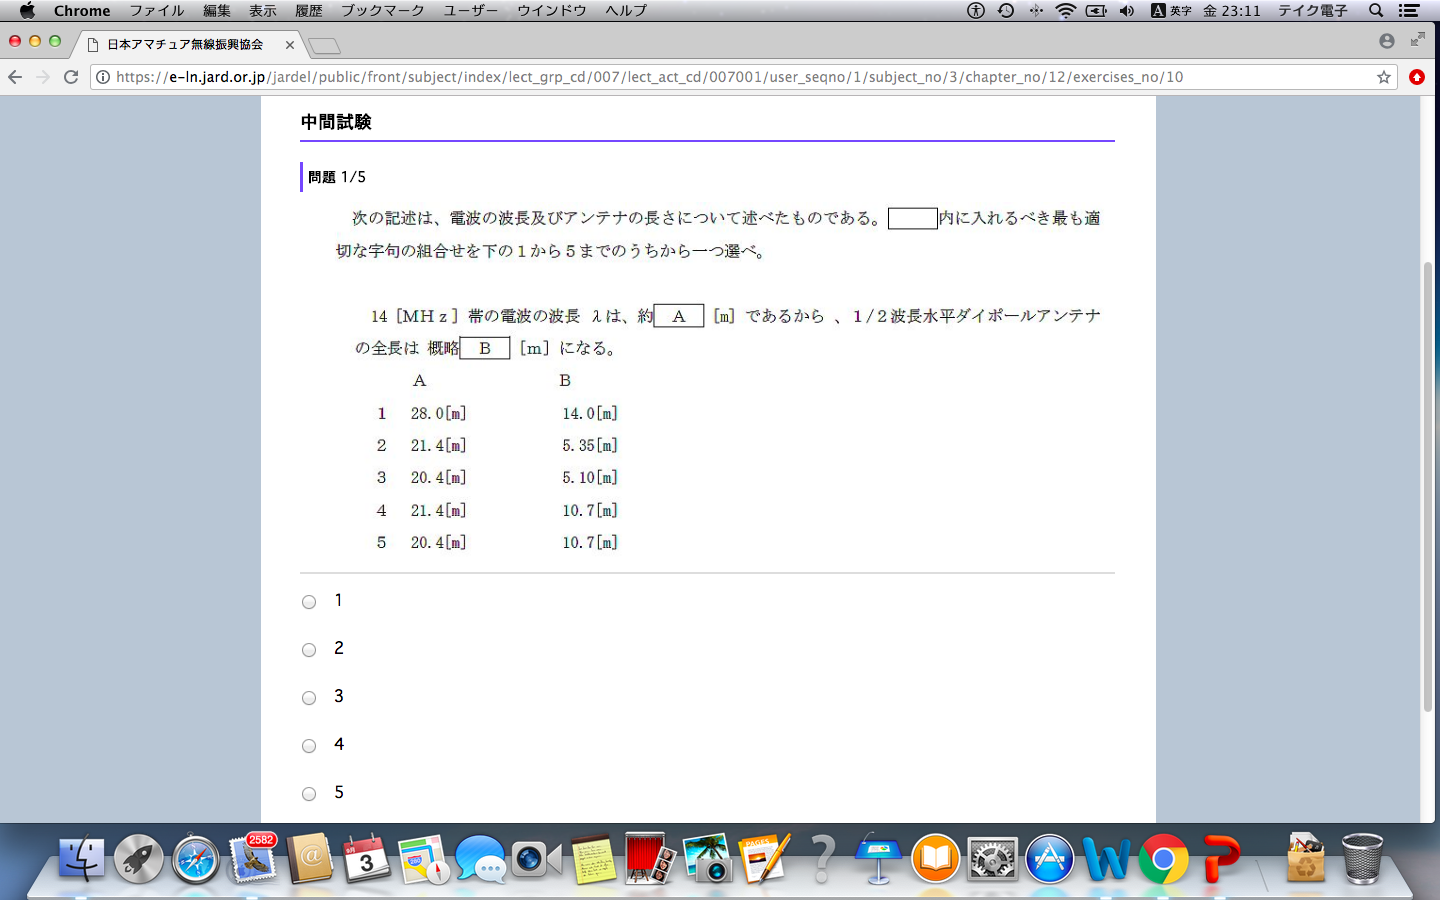 Chrome ファイル 編集 表示 履歴 ブックマーク ユーザー ウインドウ ヘルプ A 英字 金 23:11 テイク電子
日本アマチュア無線振興協会
https://e-ln.jard.or.jp/jardel/public/front/subject/index/lect_grp_cd/007/lect_act_cd/007001/user_seqno/1/subject_no/3/chapter_no/12/exercises_no/10
中間試験
問題 1/5
次の記述は、電波の波長及びアンテナの長さについて述べたものである。 内に入れるべき最も適
切な字句の組合せを下の1から5までのうちから一つ選べ。
14［MHz］帯の電波の波長 λは、約 A ［m］であるから 、1/2波長水平ダイポールアンテナ
の全長は 概略 B ［m］になる。
A B
1 28.0[m] 14.0[m]
2 21.4[m] 5.35[m]
3 20.4[m] 5.10[m]
4 21.4[m] 10.7[m]
5 20.4[m] 10.7[m]
1
2
3
4
5
2582
3
280
PAGES